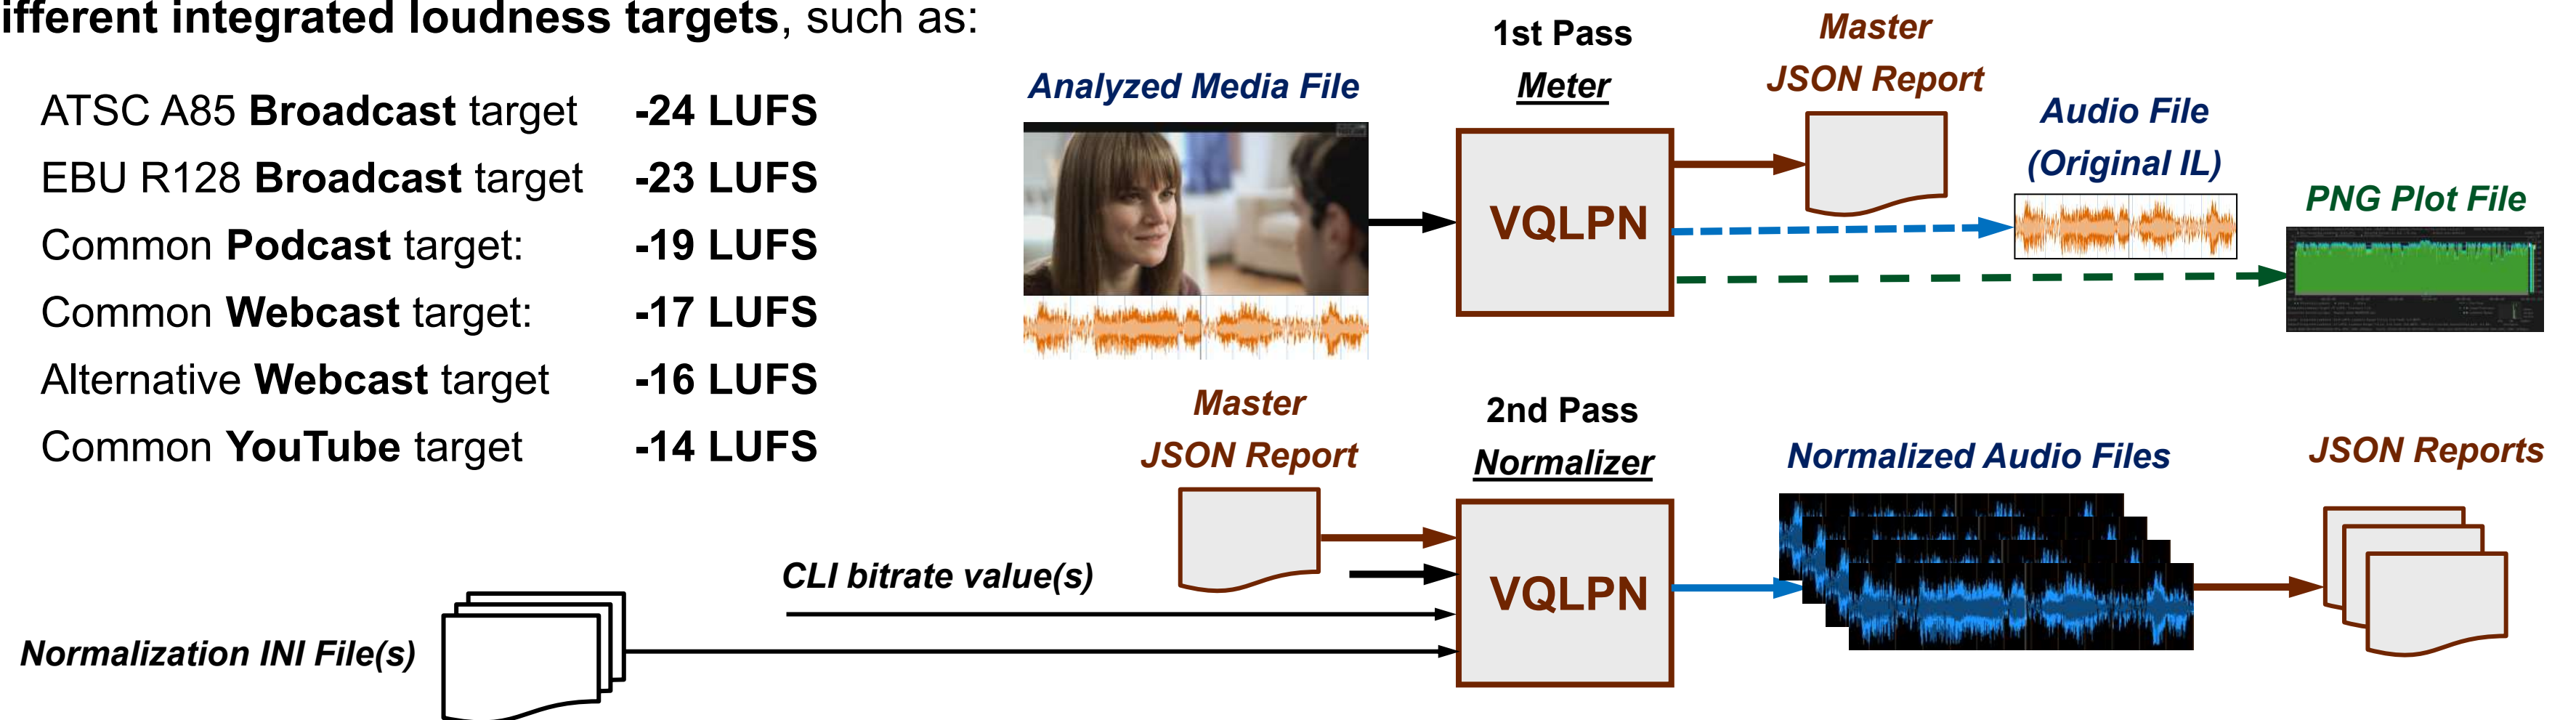 ifferent integrated loudness targets, such as:
ATSC A85 Broadcast target -24 LUFS
EBU R128 Broadcast target -23 LUFS
Common Podcast target: -19 LUFS
Common Webcast target: -17 LUFS
Alternative Webcast target -16 LUFS
Common YouTube target -14 LUFS
Analyzed Media File
1st Pass
Meter
VQLPN
Master
JSON Report
Audio File
(Original IL)
PNG Plot File
Master
JSON Report
2nd Pass
Normalizer
VQLPN
Normalized Audio Files
JSON Reports
CLI bitrate value(s)
Normalization INI File(s)